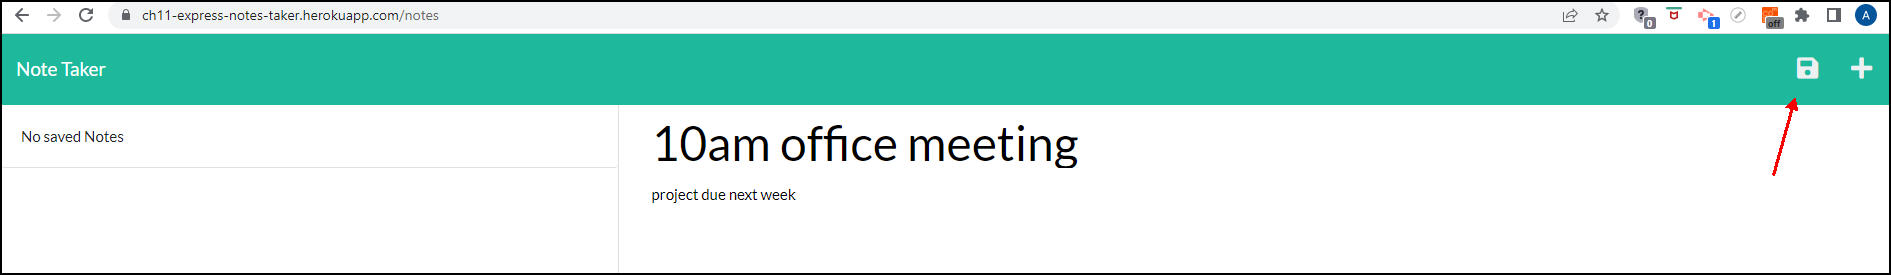 ch11-express-notes-taker.herokuapp.com/notes
0
1
off
A
Note Taker
No saved Notes
10am office meeting
project due next week